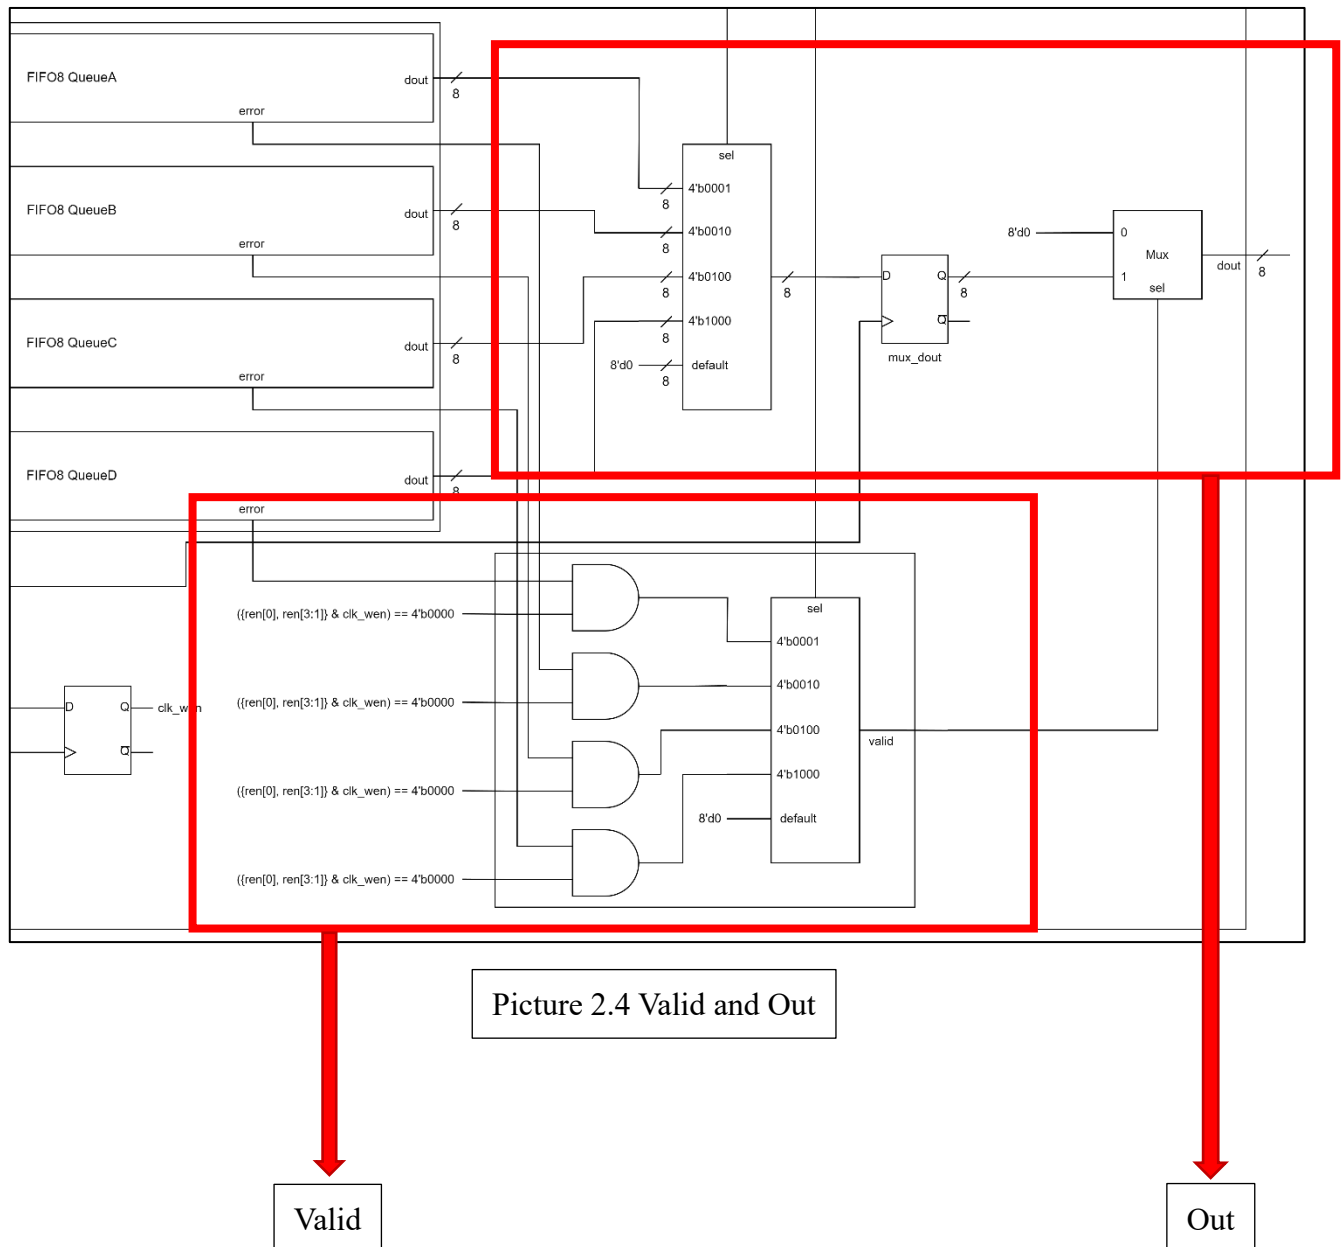 FIFO8 QueueA
dout
8
error
FIFO8 QueueB
dout
8
error
FIFO8 QueueC
dout
8
error
FIFO8 QueueD
dout
8
error
sel
4'b0001
8
4'b0010
8
4'b0100
8
4'b1000
8
8'd0
default
8
8
D
Q
8
Q
mux_dout
8'd0
0
Mux
1
sel
dout
8
({ren[0], ren[3:1]} & clk_wen) == 4'b0000
({ren[0], ren[3:1]} & clk_wen) == 4'b0000
({ren[0], ren[3:1]} & clk_wen) == 4'b0000
({ren[0], ren[3:1]} & clk_wen) == 4'b0000
D
Q
clk_wen
Q
sel
4'b0001
4'b0010
4'b0100
4'b1000
8'd0
default
valid
Picture 2.4 Valid and Out
Valid
Out